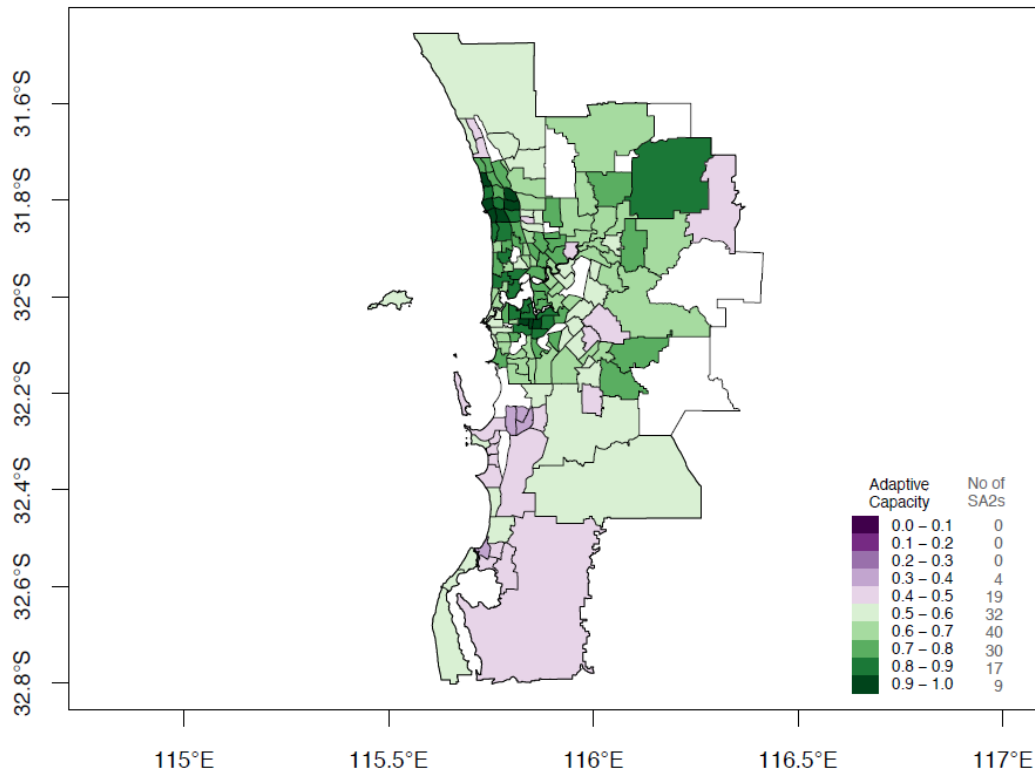 31.6°S
31.8°S
32°S
32.2°S
32.4°S
32.6°S
32.8°S
Adaptive No of
Capacity SA2s
0.0 – 0.1 0
0.1 – 0.2 0
0.2 – 0.3 0
0.3 – 0.4 4
0.4 – 0.5 19
0.5 – 0.6 32
0.6 – 0.7 40
0.7 – 0.8 30
0.8 – 0.9 17
0.9 – 1.0 9
115°E 115.5°E 116°E 116.5°E 117°E